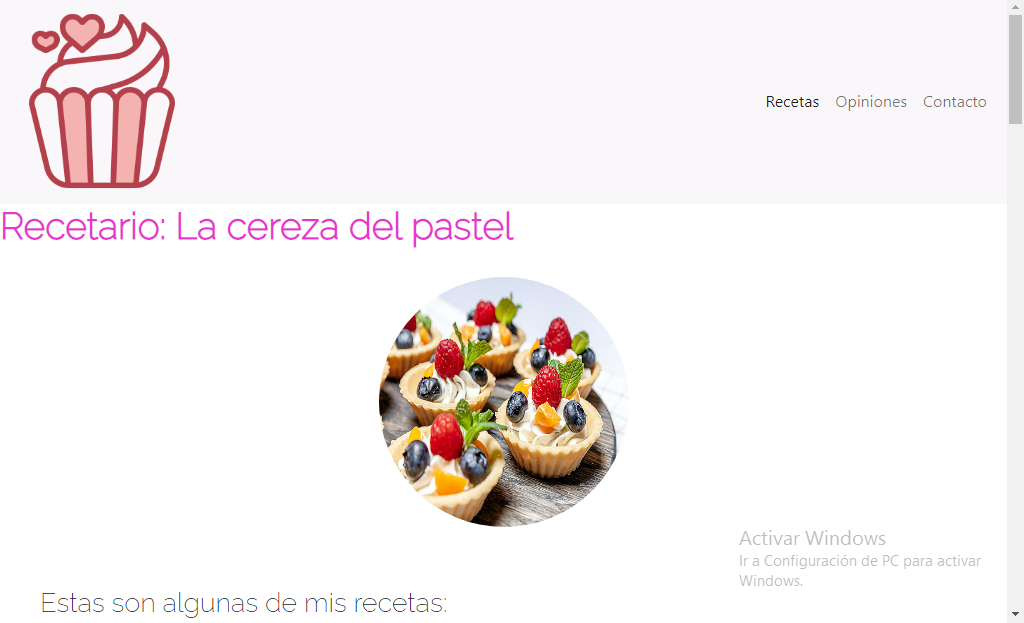 Recetas Opiniones Contacto
Recetario: La cereza del pastel
Activar Windows
Ir a Configuración de PC para activar
Windows.
Estas son algunas de mis recetas: